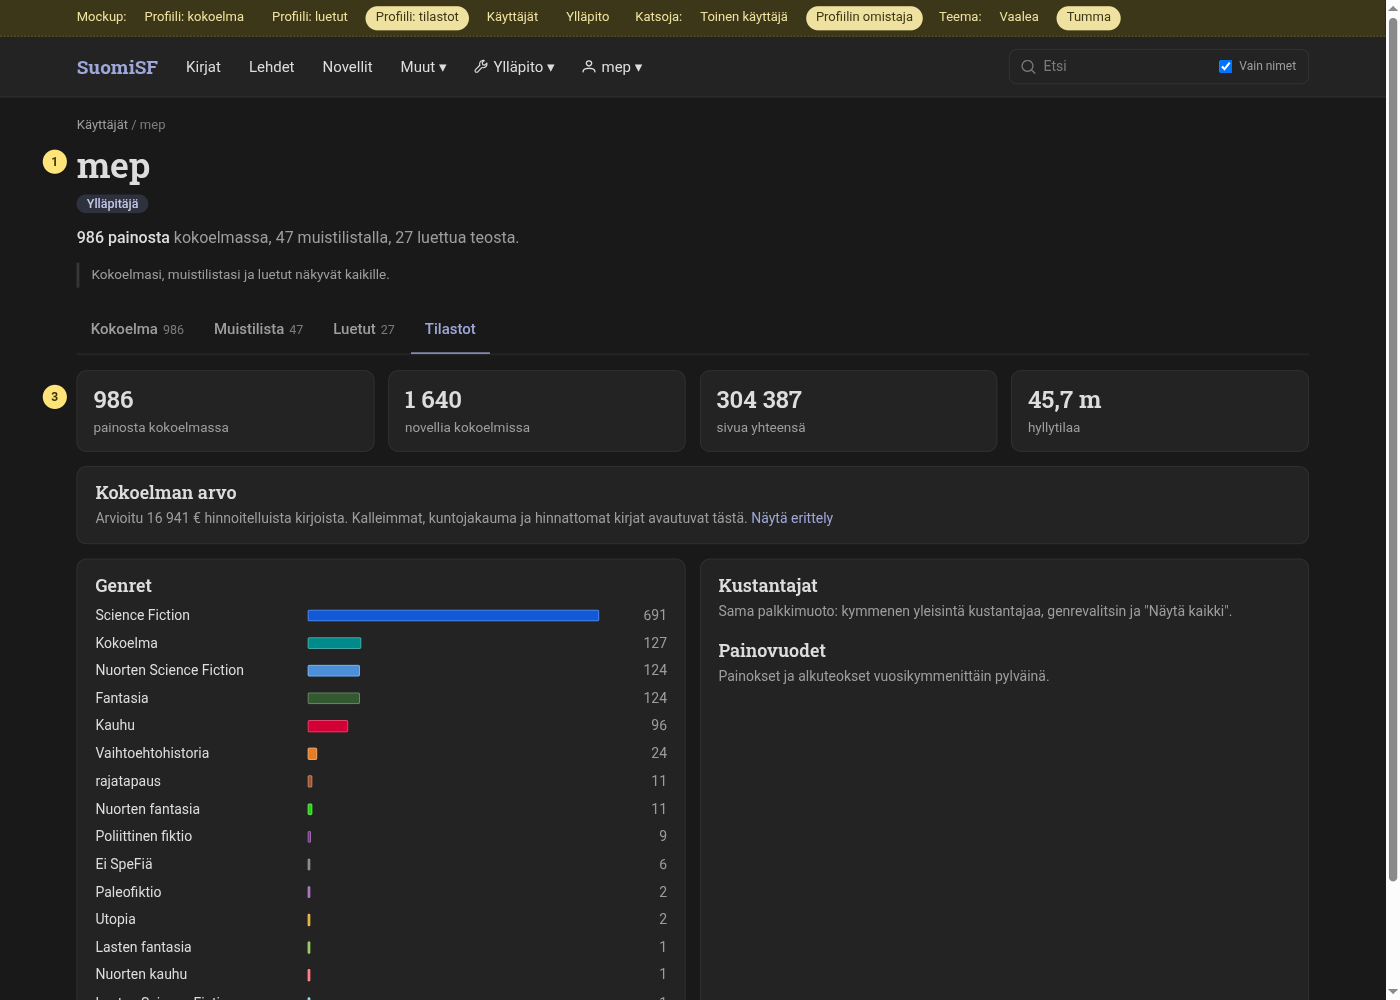 Mockup: Profiili: kokoelma Profiili: luetut Profiili: tilastot Käyttäjät Ylläpito Katsoja: Toinen käyttäjä Profiilin omistaja Teema: Vaalea Tumma
SuomiSF Kirjat Lehdet Novellit Muut ▾ Ylläpito ▾ mep ▾ Etsi Vain nimet
Käyttäjät / mep
1 mep
Ylläpitäjä
986 painosta kokoelmassa, 47 muistilistalla, 27 luettua teosta.
Kokoelmasi, muistilistasi ja luetut näkyvät kaikille.
Kokoelma 986 Muistilista 47 Luetut 27 Tilastot
3
986
painosta kokoelmassa
1 640
novellia kokoelmissa
304 387
sivua yhteensä
45,7 m
hyllytilaa
Kokoelman arvo
Arvioitu 16 941 € hinnoitelluista kirjoista. Kalleimmat, kuntojakauma ja hinnattomat kirjat avautuvat tästä. Näytä erittely
Genret
Science Fiction 691
Kokoelma 127
Nuorten Science Fiction 124
Fantasia 124
Kauhu 96
Vaihtoehtohistoria 24
rajatapaus 11
Nuorten fantasia 11
Poliittinen fiktio 9
Ei SpeFiä 6
Paleofiktio 2
Utopia 2
Lasten fantasia 1
Nuorten kauhu 1
Kustantajat
Sama palkkimuoto: kymmenen yleisintä kustantajaa, genrevalitsin ja "Näytä kaikki".
Painovuodet
Painokset ja alkuteokset vuosikymmenittäin pylväinä.